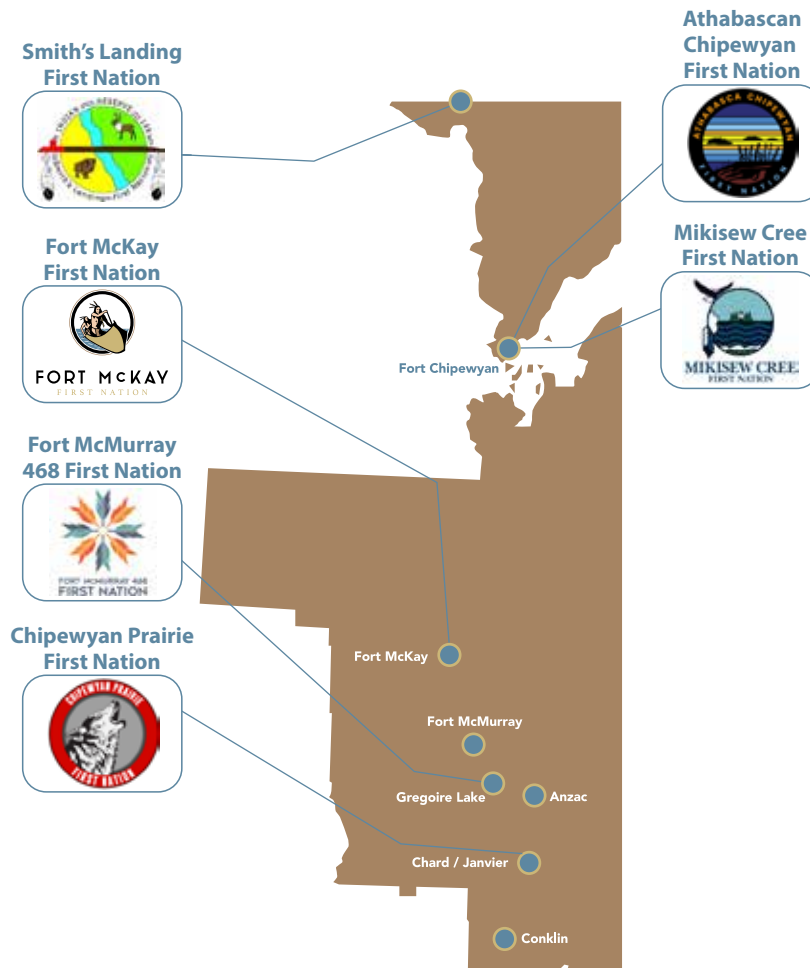 Smith's Landing
First Nation
Athabascan
Chipewyan
First Nation
ATHABASCA CHIPEWYAN
FIRST NATION
Fort McKay
First Nation
FORT McKAY
FIRST NATION
Mikisew Cree
First Nation
MIKISEW CREE
FIRST NATION
Fort Chipewyan
Fort McMurray
468 First Nation
FORT MCMURRAY 468
FIRST NATION
Chipewyan Prairie
First Nation
CHIPEWYAN PRAIRIE
FIRST NATION
Fort McKay
Fort McMurray
Gregoire Lake
Anzac
Chard / Janvier
Conklin